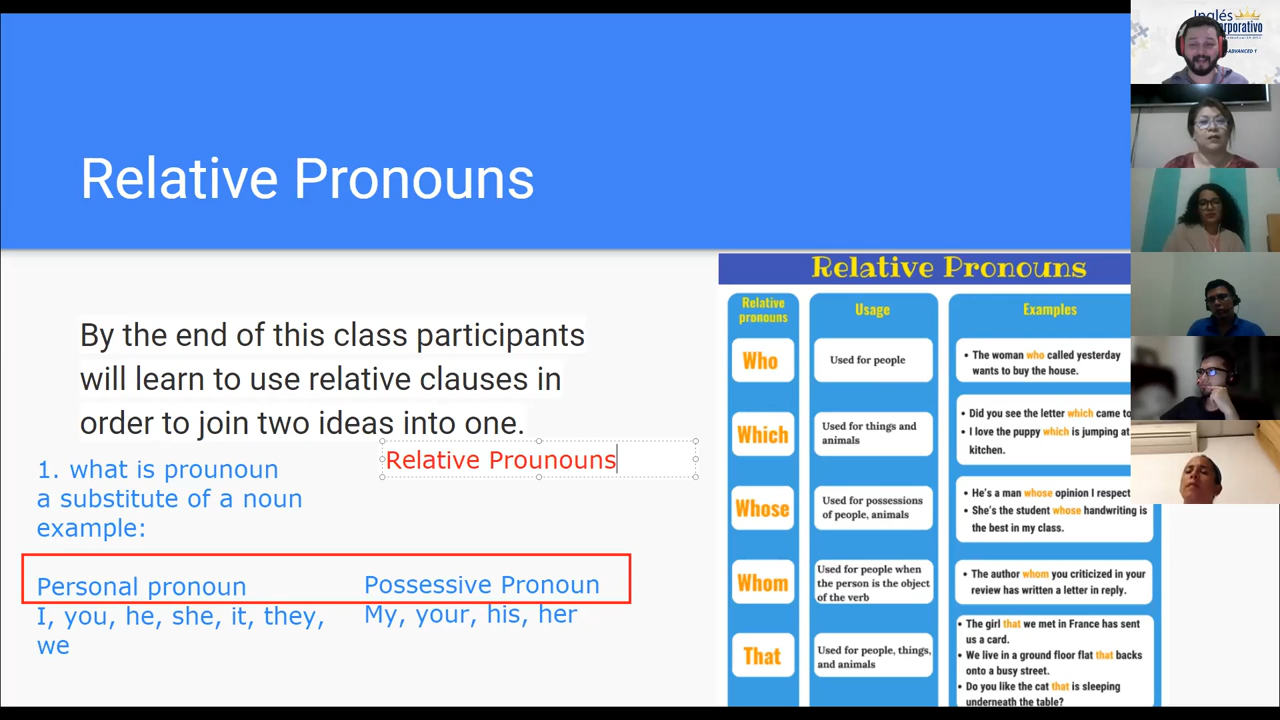 Relative Pronouns
By the end of this class participants
will learn to use relative clauses in
order to join two ideas into one.
Relative Prounouns
1. what is prounoun
a substitute of a noun
example:
Personal pronoun
I, you, he, she, it, they,
we
Possessive Pronoun
My, your, his, her
Relative Pronouns
Relative
pronouns
Usage
Examples
Who
Used for people
• The woman who called yesterday
wants to buy the house.
Which
Used for things and
animals
• Did you see the letter which came to
• I love the puppy which is jumping at
kitchen.
Whose
Used for possessions
of people, animals
• He's a man whose opinion I respect
• She's the student whose handwriting is
the best in my class.
Whom
Used for people when
the person is the object
of the verb
• The author whom you criticized in your
review has written a letter in reply.
That
Used for people, things,
and animals
• The girl that we met in France has sent
us a card.
• We live in a ground floor flat that backs
onto a busy street.
• Do you like the cat that is sleeping
underneath the table?
Inglés
orporativo
-ADVANCED 1